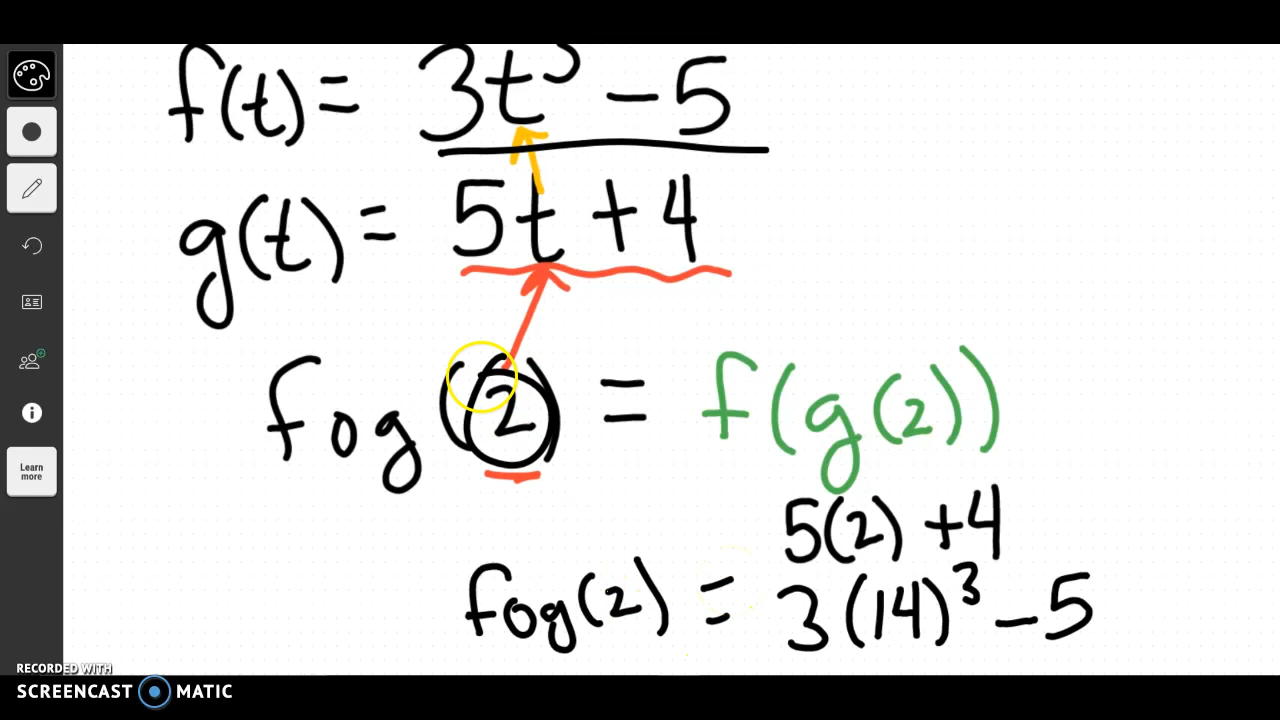 f(t) = 3t³ - 5
g(t) = 5t + 4
fog(2) = f(g(2))
5(2) + 4
fog(2) = 3(14)³ - 5
Learn
more
RECORDED WITH
SCREENCAST MATIC